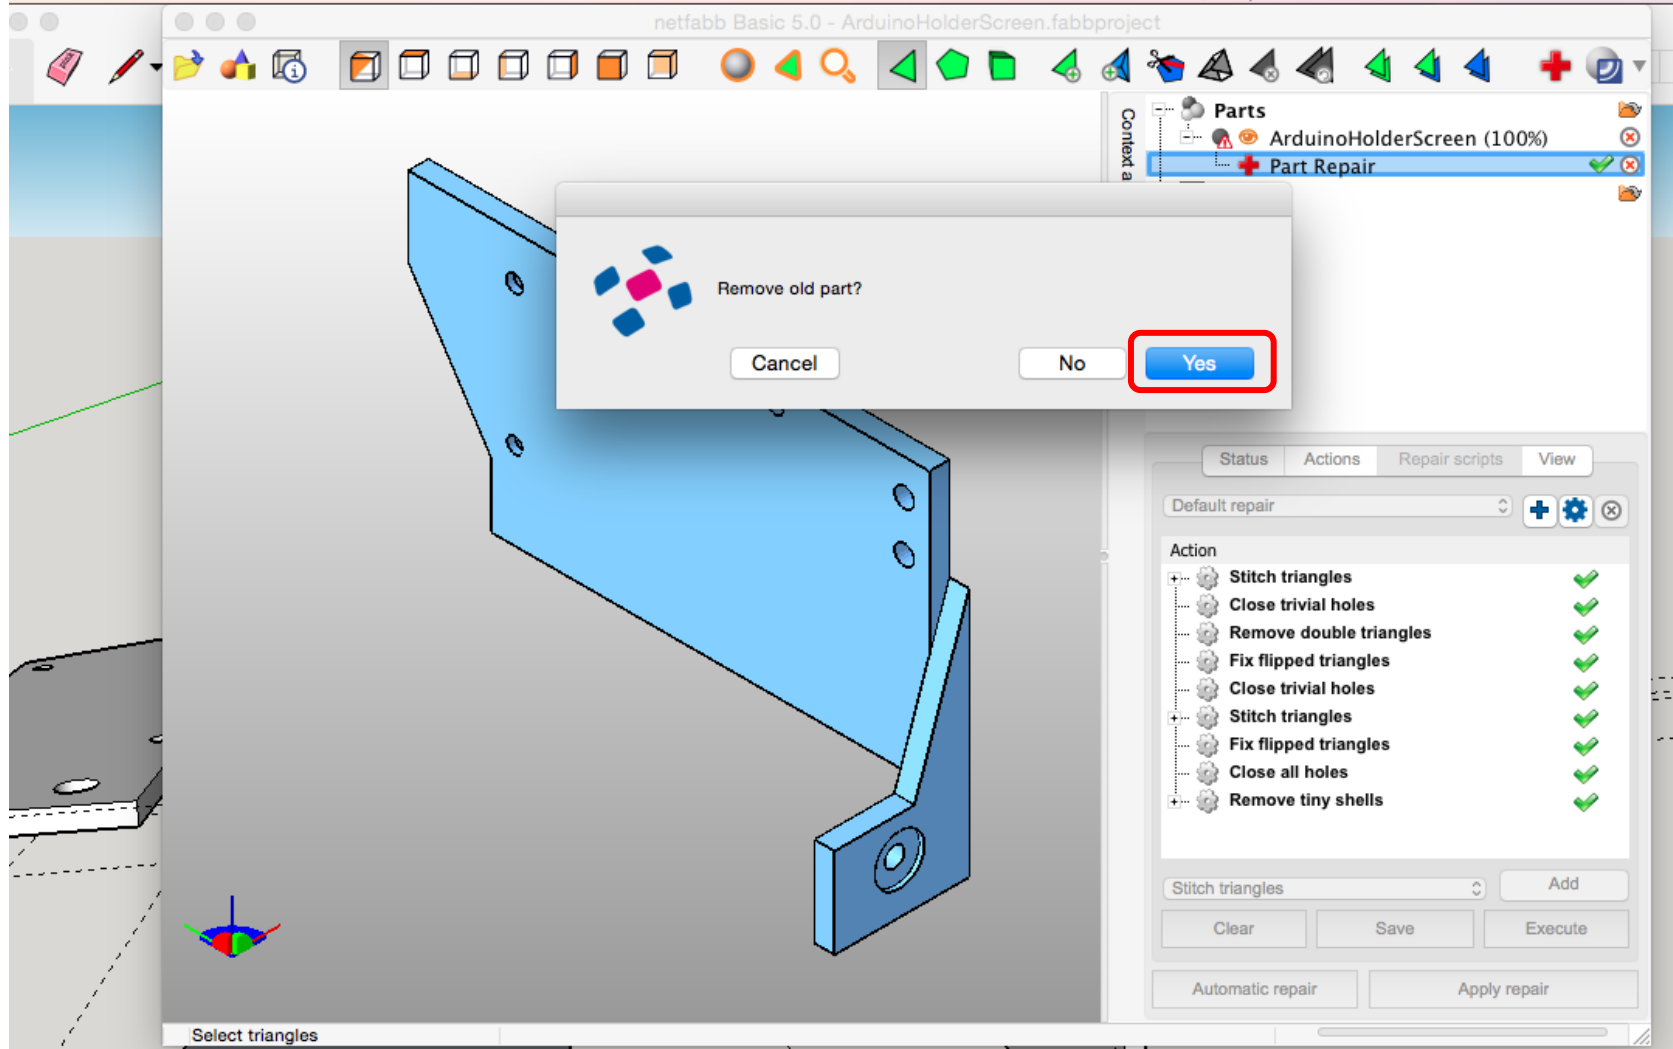 netfabb Basic 5.0 - ArduinoHolderScreen.fabbproject
Context a
Parts
ArduinoHolderScreen (100%)
Part Repair
Remove old part?
Cancel
No
Yes
Status
Actions
Repair scripts
View
Default repair
Action
Stitch triangles
Close trivial holes
Remove double triangles
Fix flipped triangles
Close trivial holes
Stitch triangles
Fix flipped triangles
Close all holes
Remove tiny shells
Stitch triangles
Add
Clear
Save
Execute
Automatic repair
Apply repair
Select triangles